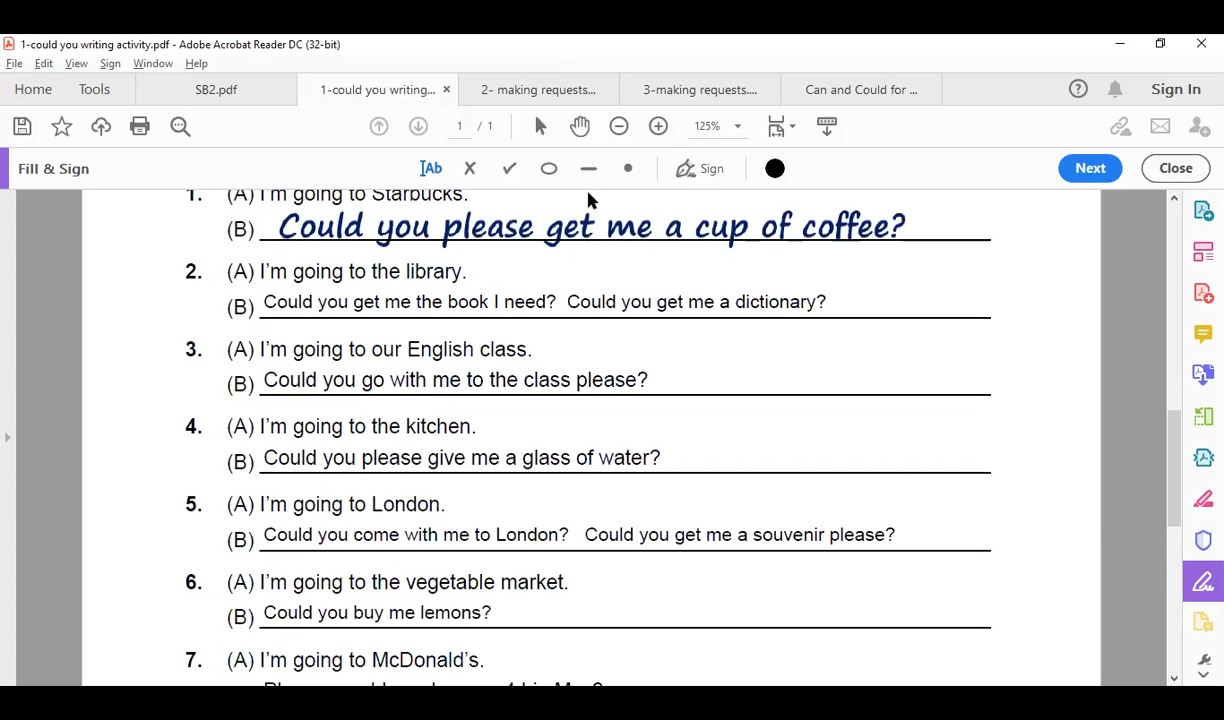 1-could you writing activity.pdf - Adobe Acrobat Reader DC (32-bit)
File Edit View Sign Window Help
Home Tools SB2.pdf 1-could you writing... × 2- making requests... 3-making requests.... Can and Could for ... Sign In
1 / 1 125%
Fill & Sign Ab Sign Next Close
1. (A) I'm going to Starbucks.
(B) Could you please get me a cup of coffee?
2. (A) I'm going to the library.
(B) Could you get me the book I need? Could you get me a dictionary?
3. (A) I'm going to our English class.
(B) Could you go with me to the class please?
4. (A) I'm going to the kitchen.
(B) Could you please give me a glass of water?
5. (A) I'm going to London.
(B) Could you come with me to London? Could you get me a souvenir please?
6. (A) I'm going to the vegetable market.
(B) Could you buy me lemons?
7. (A) I'm going to McDonald's.